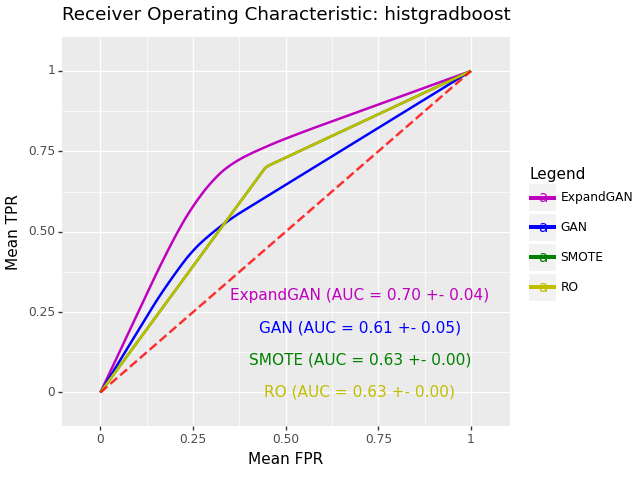 Receiver Operating Characteristic: histgradboost
Mean TPR
1
0.75
0.50
0.25
0
0
0.25
0.50
0.75
1
Mean FPR
ExpandGAN (AUC = 0.70 +- 0.04)
GAN (AUC = 0.61 +- 0.05)
SMOTE (AUC = 0.63 +- 0.00)
RO (AUC = 0.63 +- 0.00)
Legend
a ExpandGAN
a GAN
a SMOTE
a RO